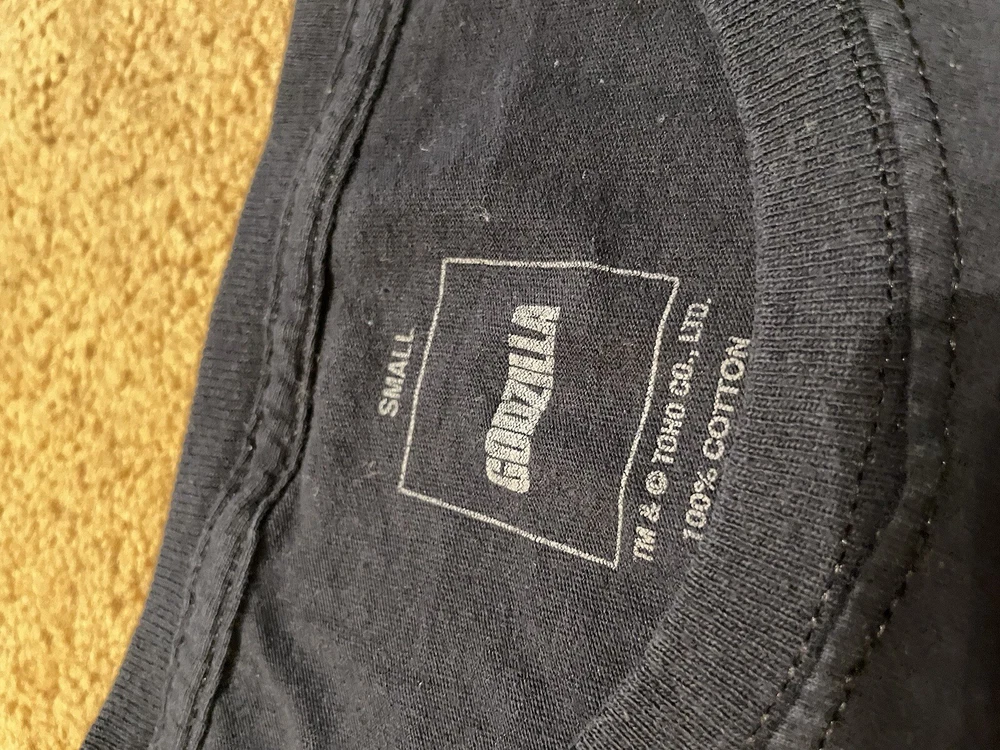 SMALL
GODZILLA
TM & © TOHO CO., LTD.
100% COTTON